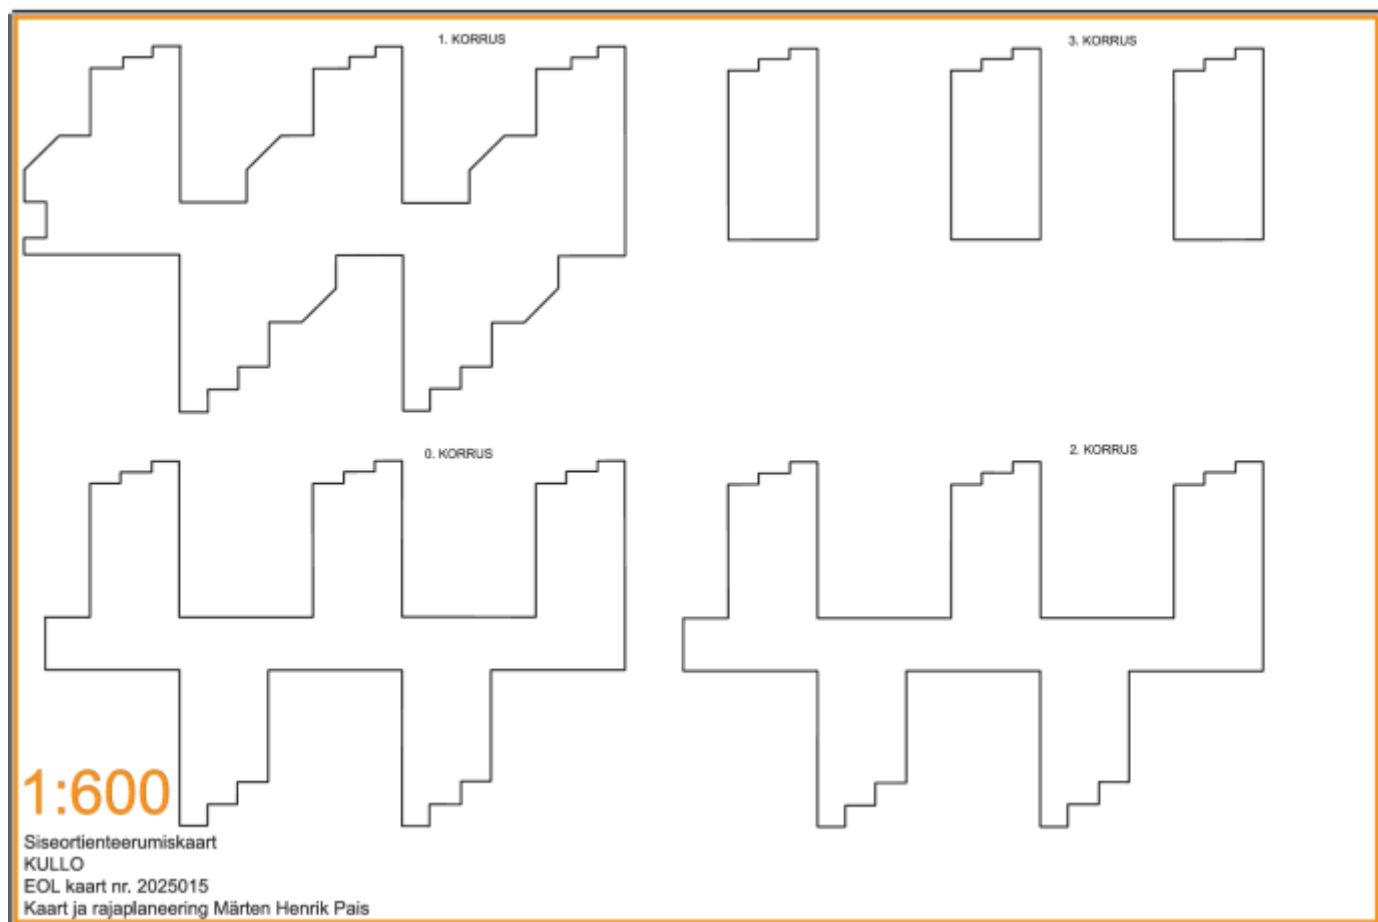 1. KORRUS
3. KORRUS
0. KORRUS
2. KORRUS
1:600
Siseortienteerumiskaart
KULLO
EOL kaart nr. 2025015
Kaart ja rajaplaneering Märten Henrik Pais